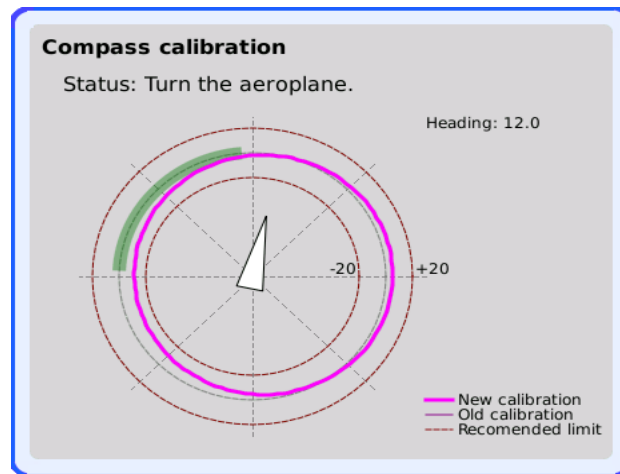 Compass calibration
Status: Turn the aeroplane.
Heading: 12.0
-20
+20
New calibration
Old calibration
Recomended limit